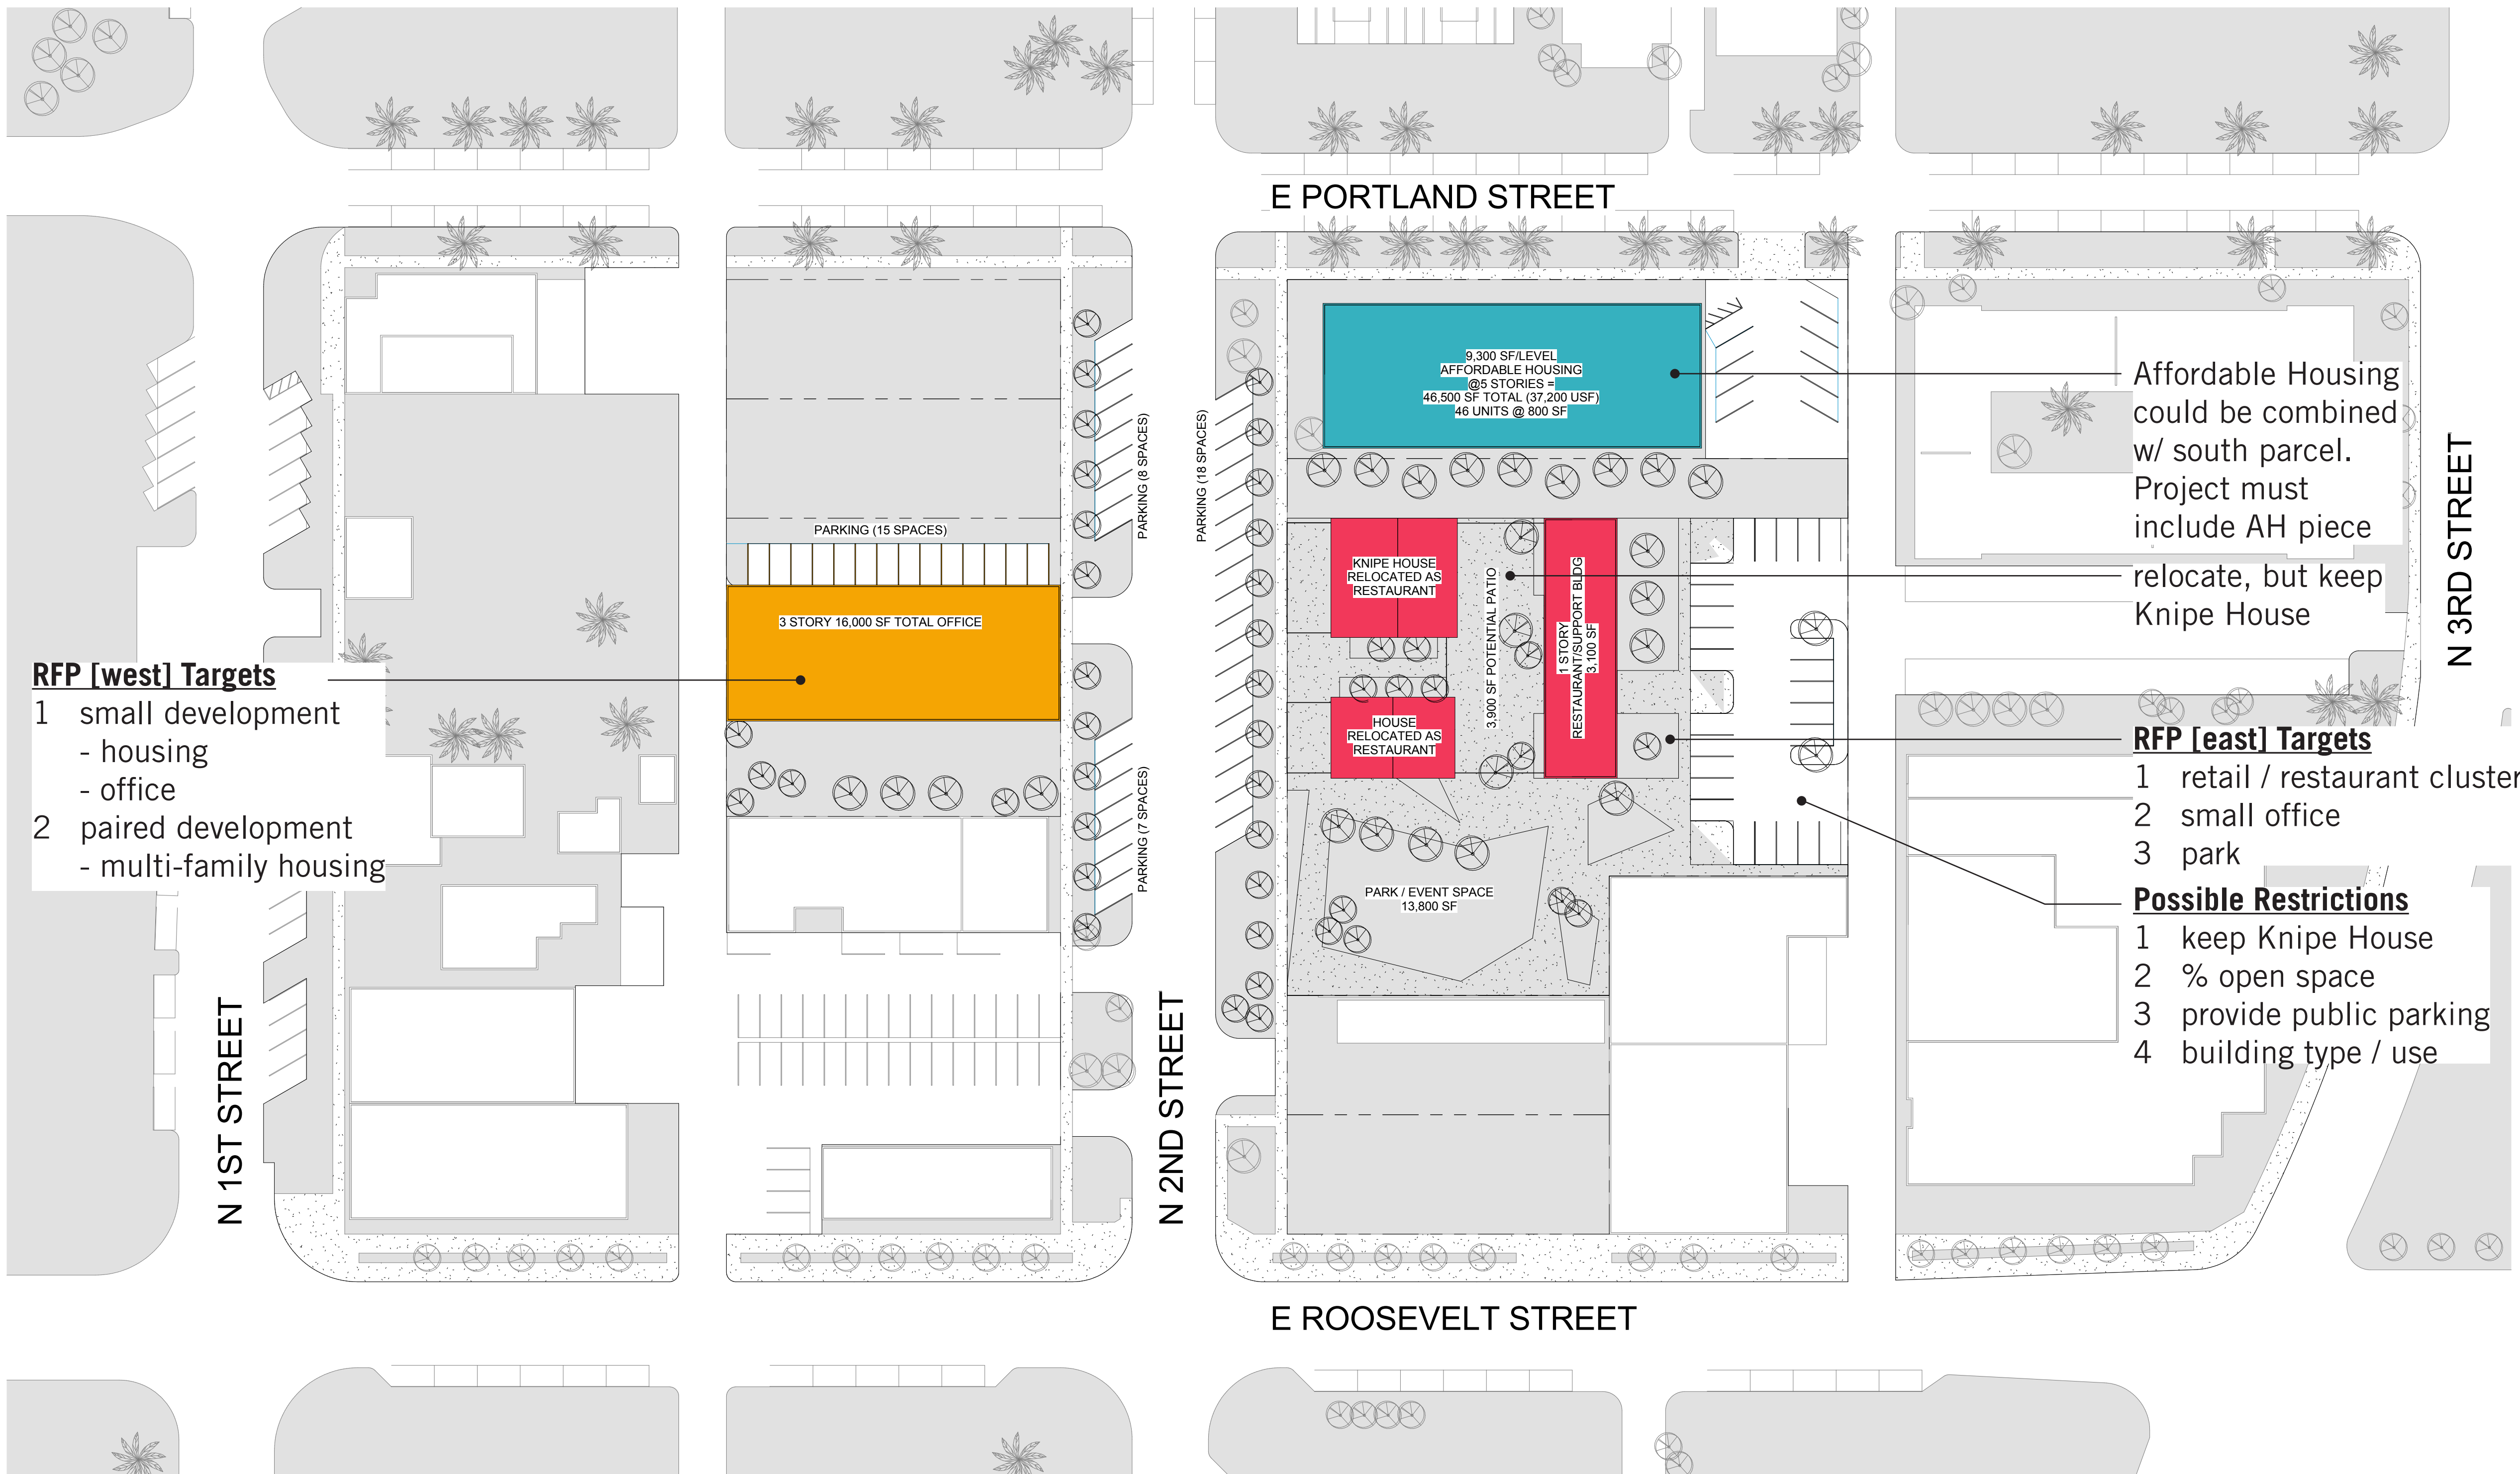 E PORTLAND STREET
9,300 SF/LEVEL
AFFORDABLE HOUSING
@5 STORIES =
46,500 SF TOTAL (37,200 USF)
46 UNITS @ 800 SF
Affordable Housing
could be combined
w/ south parcel.
Project must
include AH piece
relocate, but keep
Knipe House
N 3RD STREET
PARKING (8 SPACES)
PARKING (18 SPACES)
PARKING (15 SPACES)
3 STORY 16,000 SF TOTAL OFFICE
KNIPE HOUSE
RELOCATED AS
RESTAURANT
3,900 SF POTENTIAL PATIO
1 STORY
RESTAURANT/SUPPORT BLDG
3,100 SF
HOUSE
RELOCATED AS
RESTAURANT
RFP [west] Targets
1 small development
- housing
- office
2 paired development
- multi-family housing
PARKING (7 SPACES)
PARK / EVENT SPACE
13,800 SF
RFP [east] Targets
1 retail / restaurant cluster
2 small office
3 park
Possible Restrictions
1 keep Knipe House
2 % open space
3 provide public parking
4 building type / use
N 1ST STREET
N 2ND STREET
E ROOSEVELT STREET